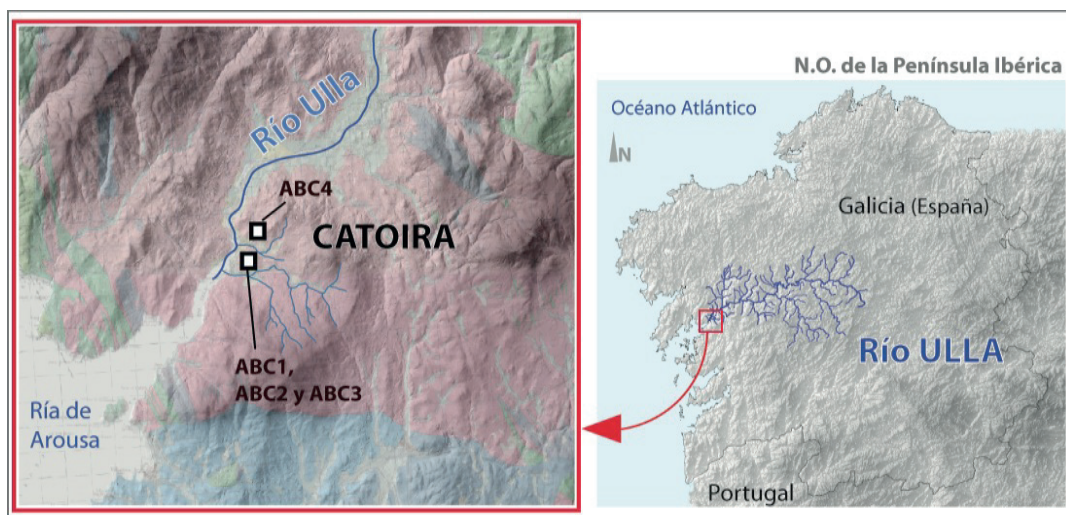 Río Ulla
ABC4
CATOIRA
ABC1,
ABC2 y ABC3
Ría de
Arousa
N.O. de la Península Ibérica
Océano Atlántico
N
Galicia (España)
Río ULLA
Portugal